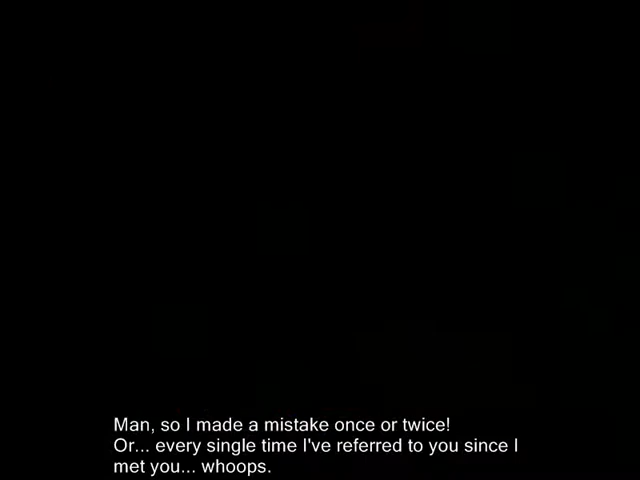 Man, so I made a mistake once or twice!
Or... every single time I've referred to you since I
met you... whoops.